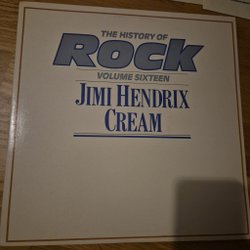 THE HISTORY OF
ROCK
VOLUME SIXTEEN
JIMI HENDRIX
CREAM